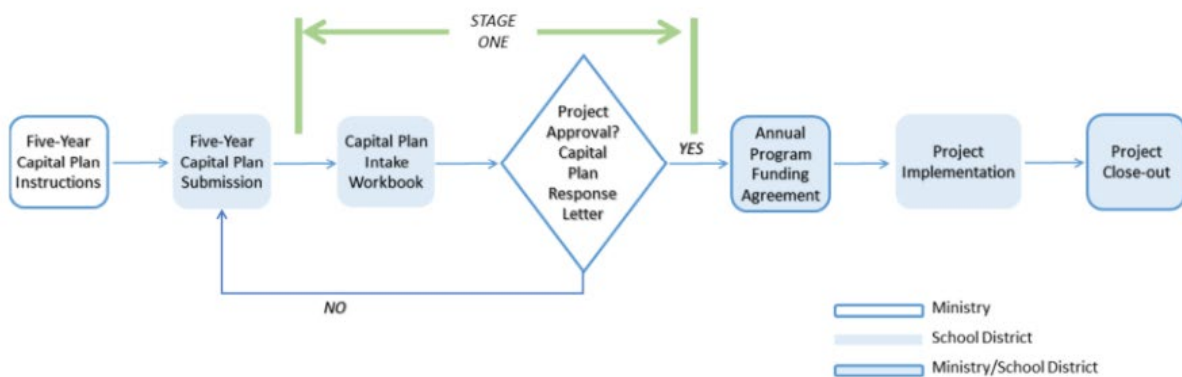 STAGE
ONE
Five-Year
Capital Plan
Instructions
Five-Year
Capital Plan
Submission
Capital Plan
Intake
Workbook
Project
Approval?
Capital
Plan
Response
Letter
YES
Annual
Program
Funding
Agreement
Project
Implementation
Project
Close-out
NO
Ministry
School District
Ministry/School District